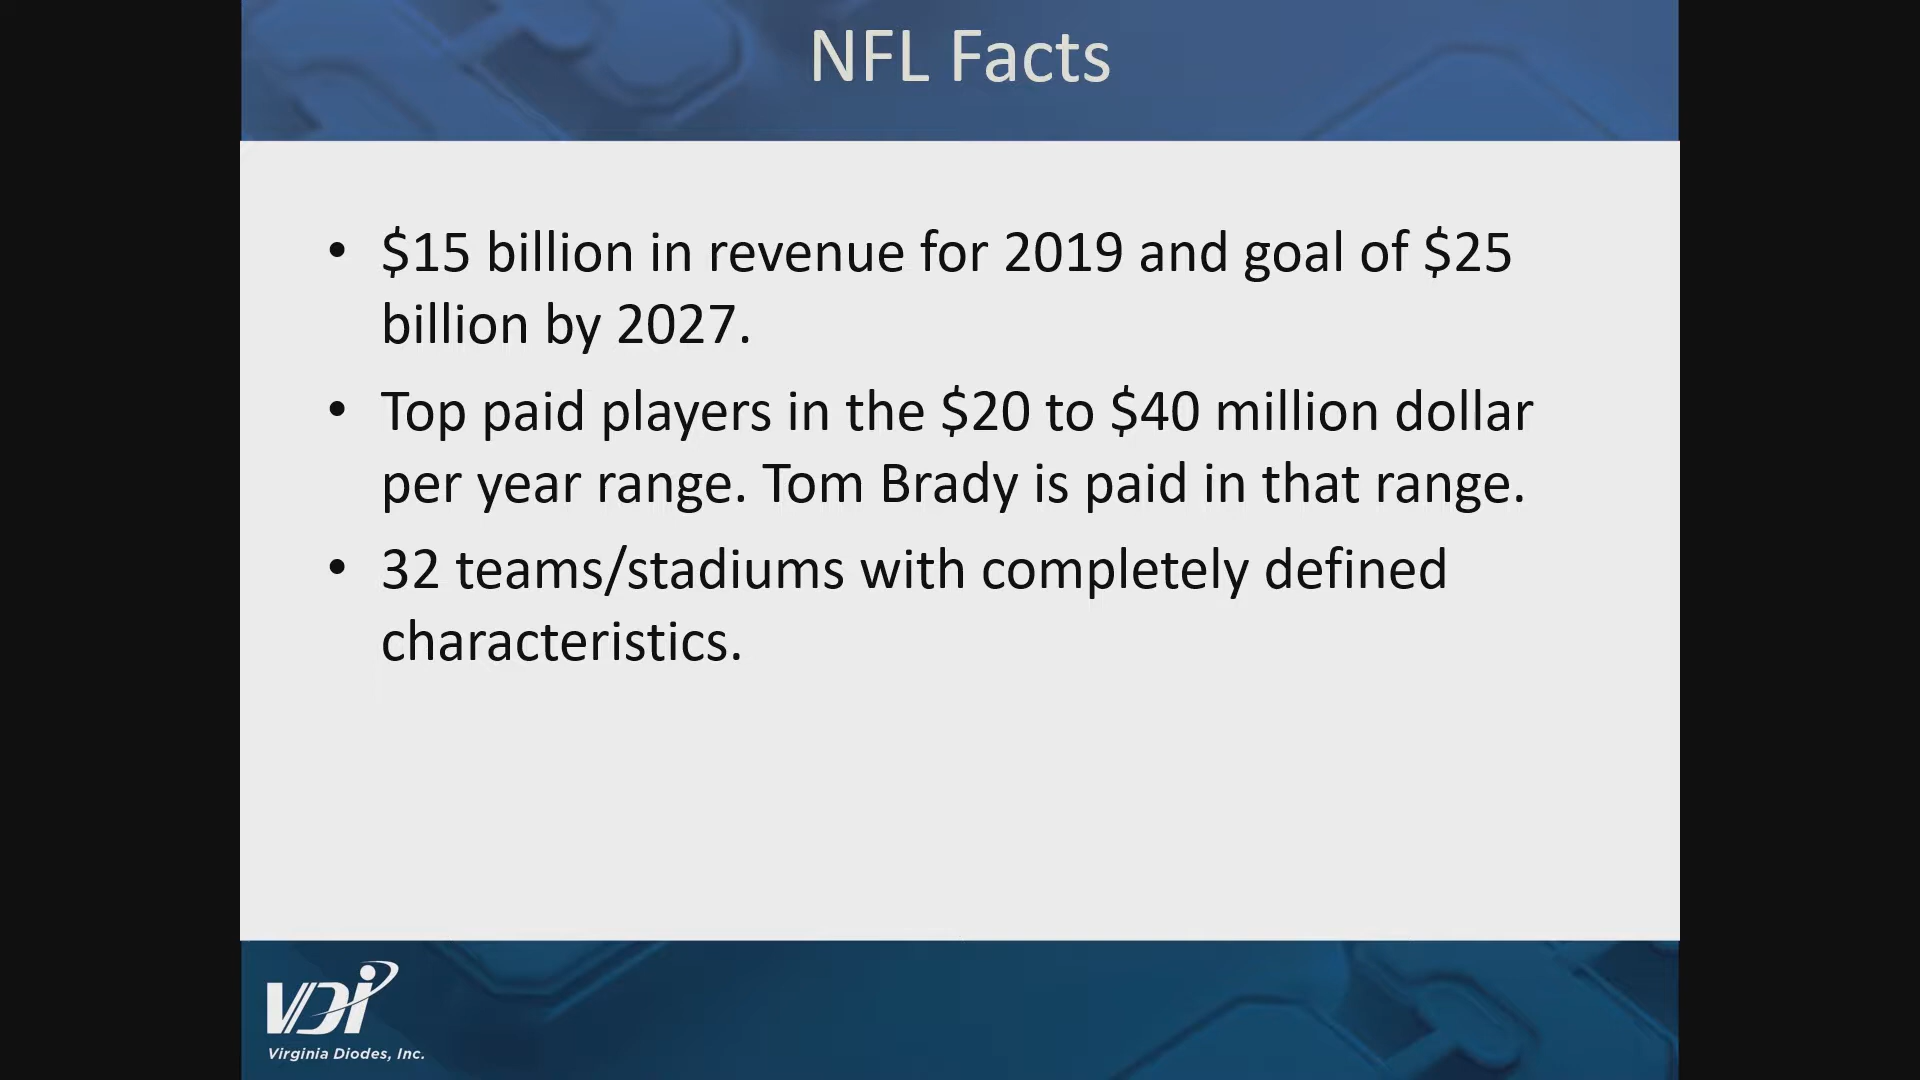 NFL Facts
• $15 billion in revenue for 2019 and goal of $25
billion by 2027.
• Top paid players in the $20 to $40 million dollar
per year range. Tom Brady is paid in that range.
• 32 teams/stadiums with completely defined
characteristics.
VDI
Virginia Diodes, Inc.